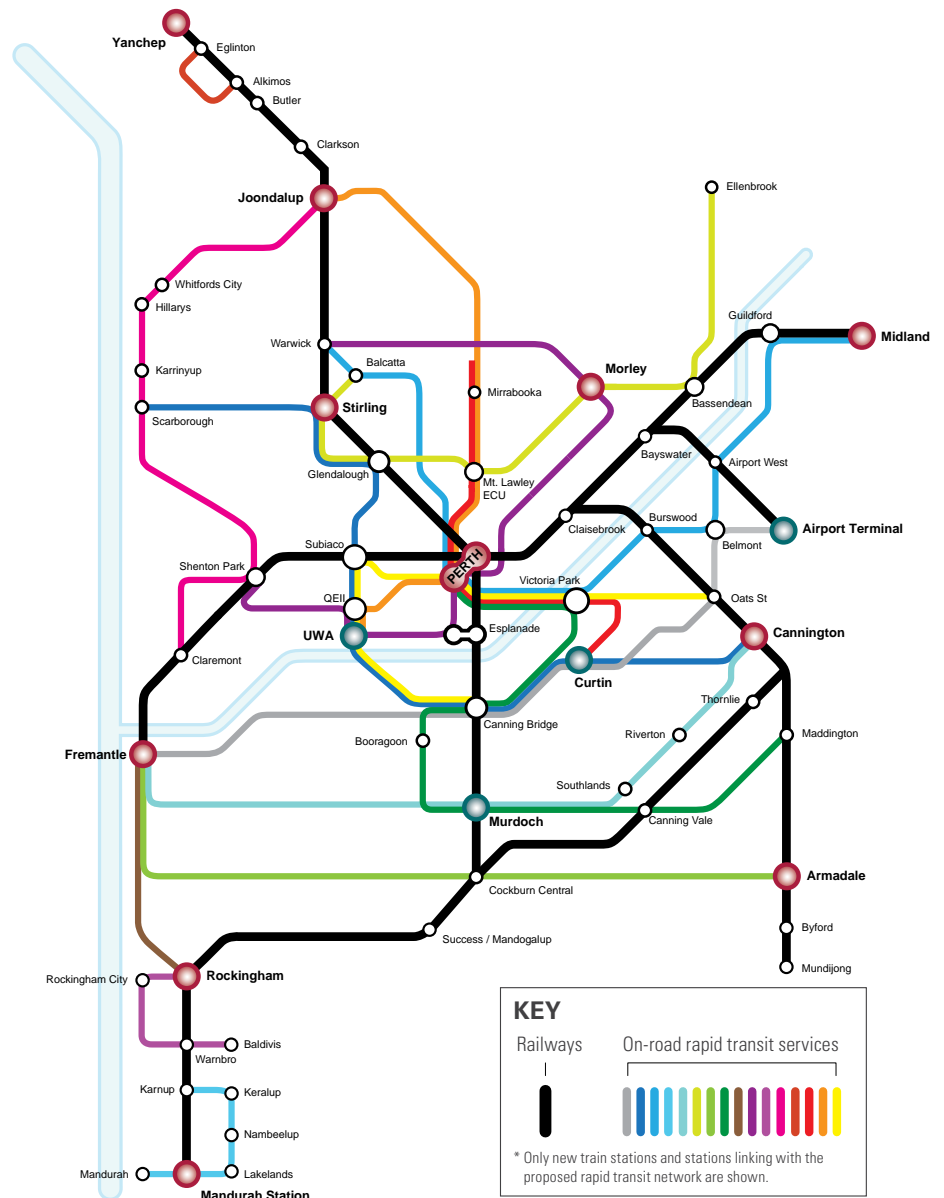 Yanchep
Eglinton
Alkimos
Butler
Clarkson
Joondalup
Ellenbrook
Whitfords City
Hillarys
Guildford
Midland
Warwick
Balcatta
Morley
Karrinyup
Mirrabooka
Bassendean
Stirling
Scarborough
Bayswater
Airport West
Glendalough
Mt. Lawley
ECU
Claisebrook
Burswood
Airport Terminal
Belmont
Subiaco
PERTH
Shenton Park
Victoria Park
QEII
Oats St
UWA
Esplanade
Cannington
Claremont
Curtin
Thornlie
Canning Bridge
Riverton
Maddington
Booragoon
Fremantle
Southlands
Murdoch
Canning Vale
Armadale
Cockburn Central
Byford
Success / Mandogalup
Mundijong
Rockingham City
Rockingham
Baldivis
Warnbro
Karnup
Keralup
Nambeelup
Mandurah
Lakelands
Mandurah Station
KEY
Railways
On-road rapid transit services
* Only new train stations and stations linking with the
proposed rapid transit network are shown.